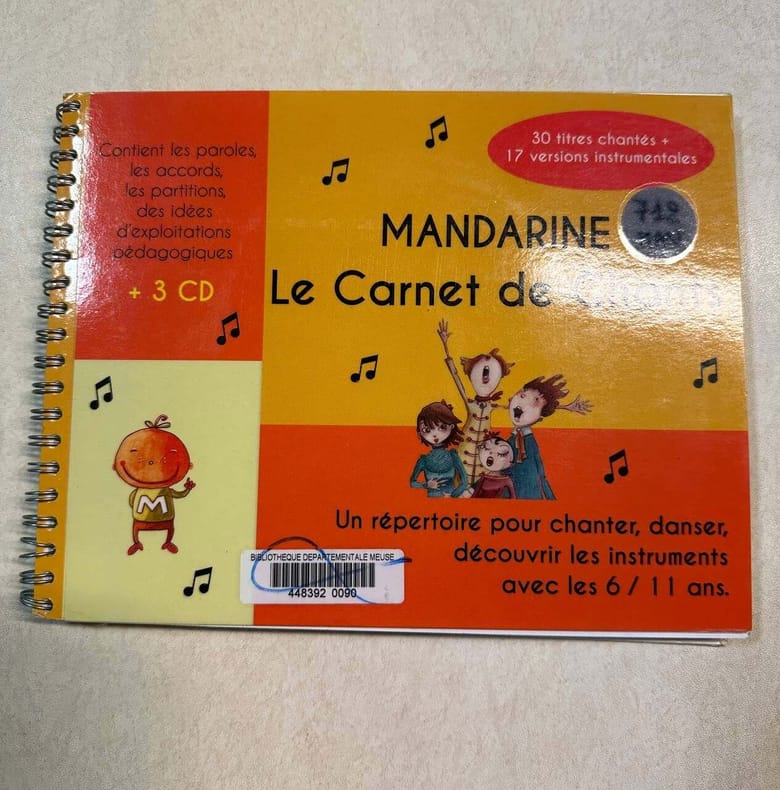 Contient les paroles,
les accords,
les partitions,
des idées
d'exploitations
pédagogiques
+ 3 CD
30 titres chantés +
17 versions instrumentales
MANDARINE
Le Carnet de
M
Un répertoire pour chanter, danser,
découvrir les instruments
avec les 6 / 11 ans.
BIBLIOTHEQUE DEPARTEMENTALE MEUSE
448392 0090